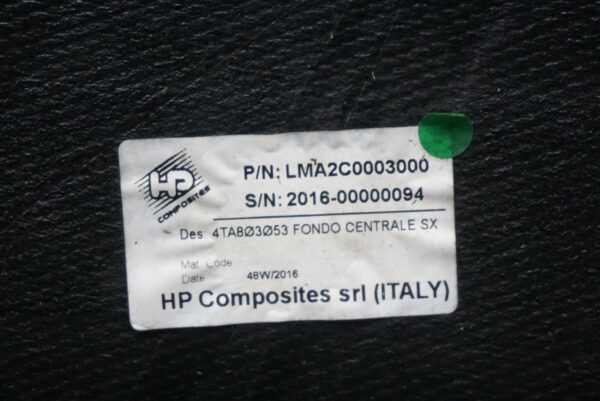 HP
COMPOSITES
P/N: LMA2C0003000
S/N: 2016-00000094
Des 4TA8Ø3Ø53 FONDO CENTRALE SX
Mat Code
Date 48W/2016
HP Composites srl (ITALY)